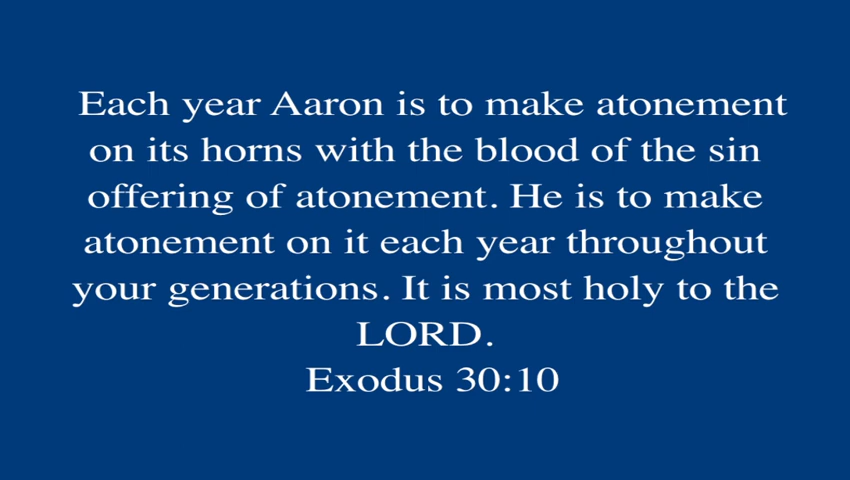 Each year Aaron is to make atonement
on its horns with the blood of the sin
offering of atonement. He is to make
atonement on it each year throughout
your generations. It is most holy to the
LORD.
Exodus 30:10